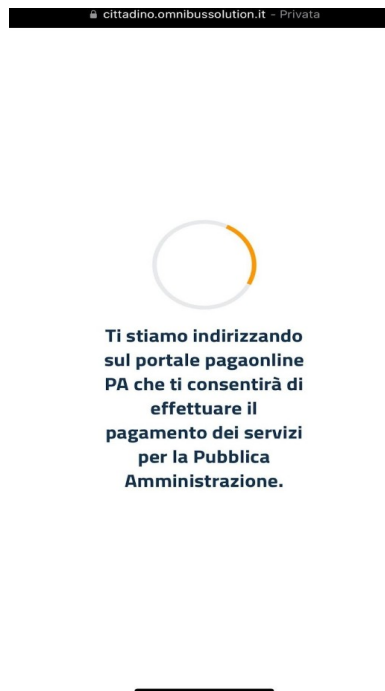 cittadino.omnibussolution.it – Privata
Ti stiamo indirizzando
sul portale pagaonline
PA che ti consentirà di
effettuare il
pagamento dei servizi
per la Pubblica
Amministrazione.